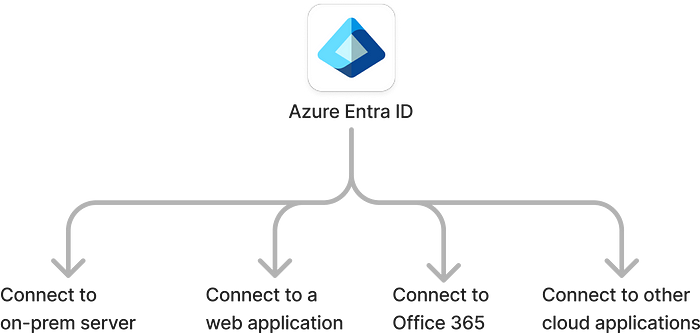 Azure Entra ID
Connect to
on-prem server
Connect to a
web application
Connect to
Office 365
Connect to other
cloud applications